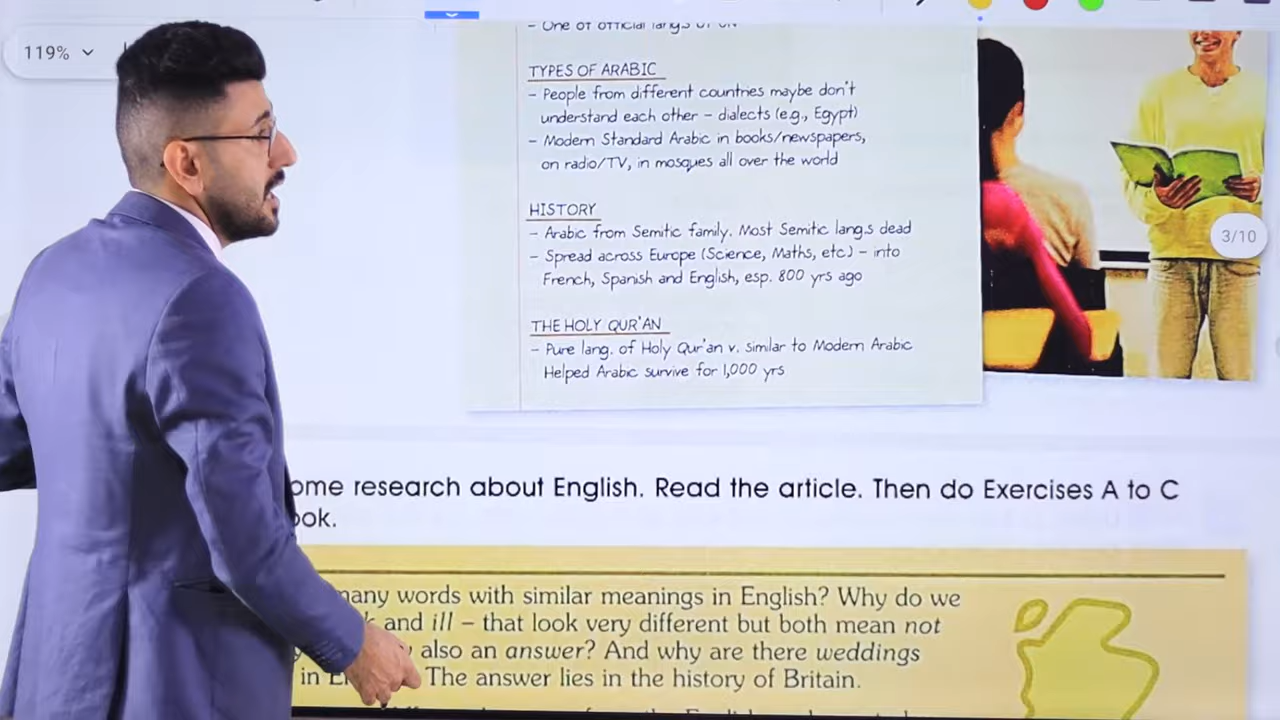 119%
- One of official langs of UN
TYPES OF ARABIC
- People from different countries maybe don't
understand each other - dialects (e.g., Egypt)
- Modern Standard Arabic in books/newspapers,
on radio/TV, in mosques all over the world
HISTORY
- Arabic from Semitic family. Most Semitic langs dead
- Spread across Europe (Science, Maths, etc) - into
French, Spanish and English, esp. 800 yrs ago
3/10
THE HOLY QUR'AN
- Pure lang. of Holy Qur'an v. similar to Modern Arabic
Helped Arabic survive for 1,000 yrs
ome research about English. Read the article. Then do Exercises A to C
ook.
many words with similar meanings in English? Why do we
and ill – that look very different but both mean not
also an answer? And why are there weddings
in The answer lies in the history of Britain.